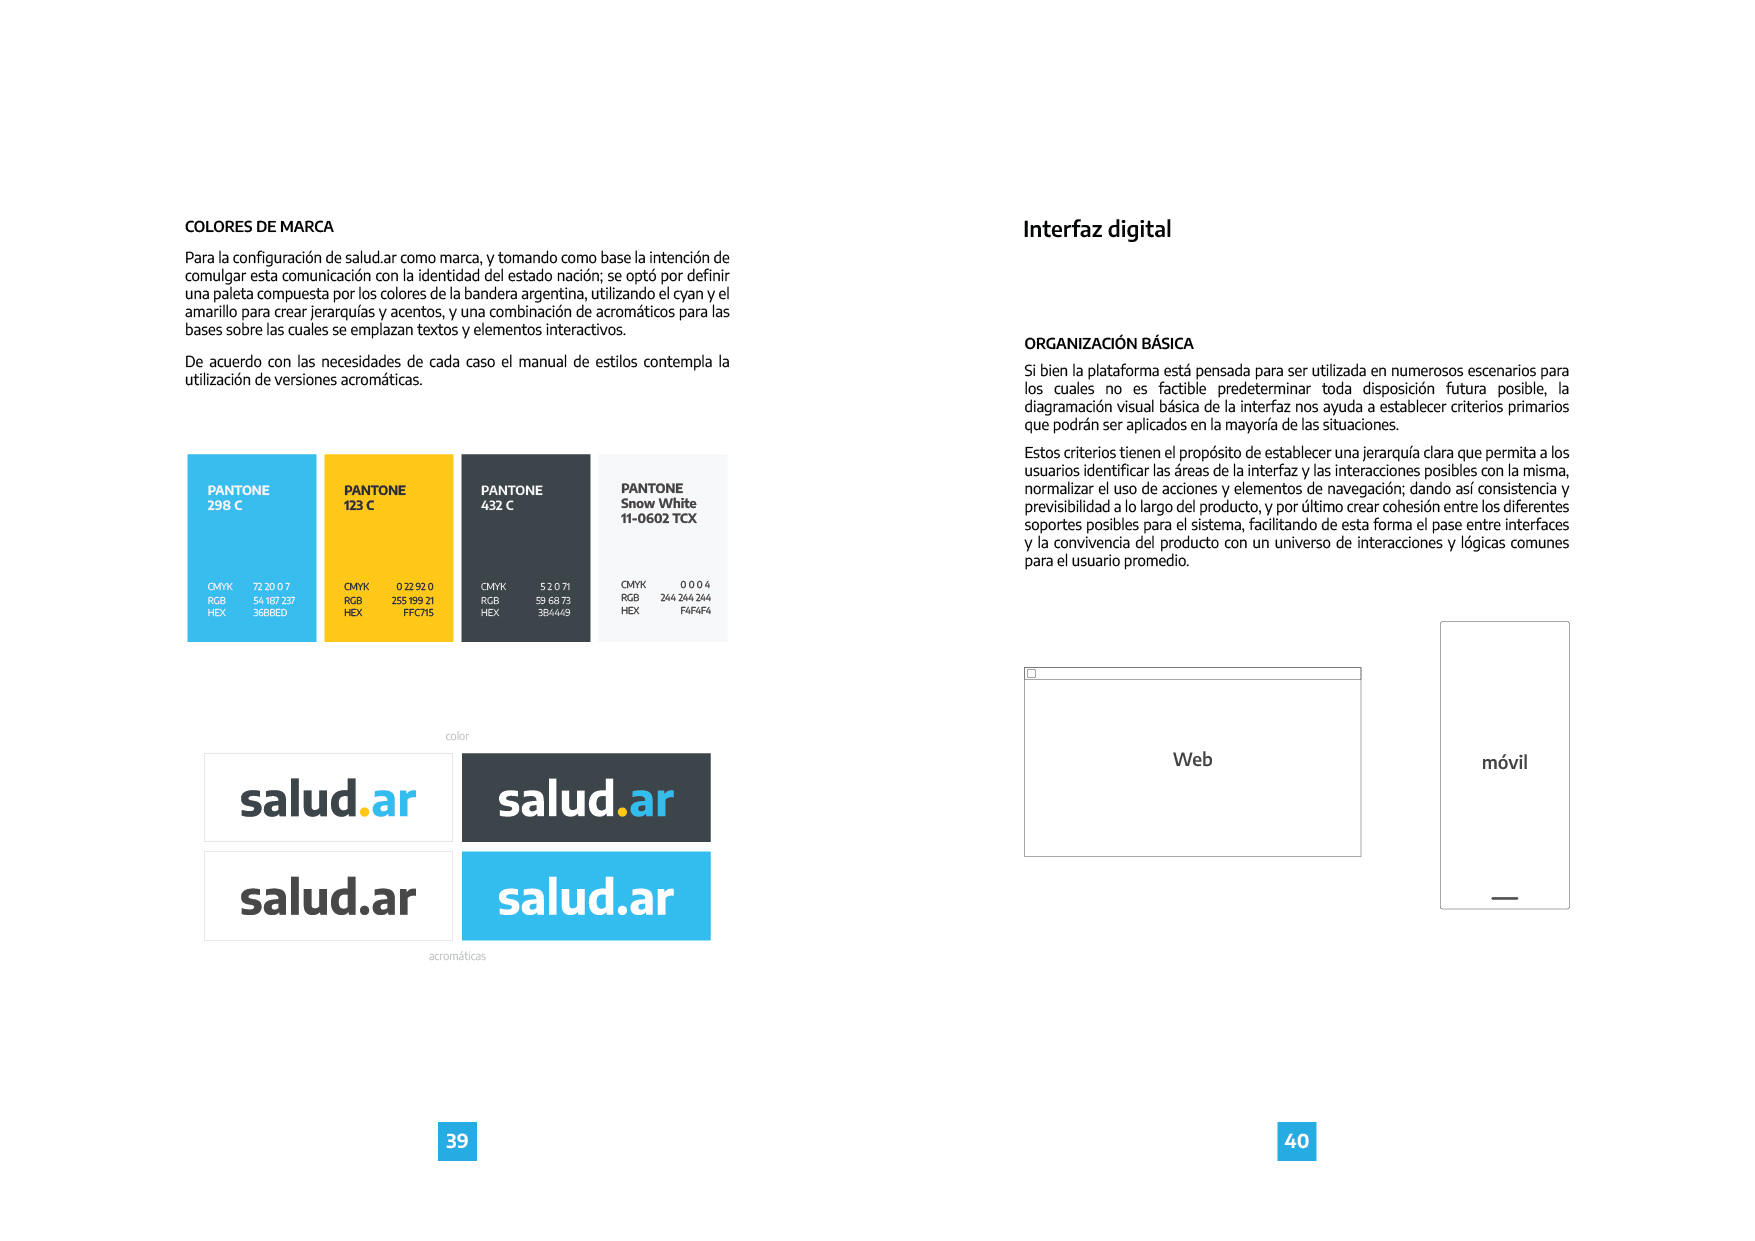 COLORES DE MARCA
Para la configuración de salud.ar como marca, y tomando como base la intención de
comulgar esta comunicación con la identidad del estado nación; se optó por definir
una paleta compuesta por los colores de la bandera argentina, utilizando el cyan y el
amarillo para crear jerarquías y acentos, y una combinación de acromáticos para las
bases sobre las cuales se emplazan textos y elementos interactivos.
De acuerdo con las necesidades de cada caso el manual de estilos contempla la
utilización de versiones acromáticas.
PANTONE
298 C
CMYK 72 20 0 7
RGB 54 187 237
HEX 36BBED
PANTONE
123 C
CMYK 0 22 92 0
RGB 255 199 21
HEX FFC715
PANTONE
432 C
CMYK 5 2 0 71
RGB 59 68 73
HEX 3B4449
PANTONE
Snow White
11-0602 TCX
CMYK 0 0 0 4
RGB 244 244 244
HEX F4F4F4
color
salud.ar
salud.ar
salud.ar
salud.ar
acromáticas
39
Interfaz digital
ORGANIZACIÓN BÁSICA
Si bien la plataforma está pensada para ser utilizada en numerosos escenarios para
los cuales no es factible predeterminar toda disposición futura posible, la
diagramación visual básica de la interfaz nos ayuda a establecer criterios primarios
que podrán ser aplicados en la mayoría de las situaciones.
Estos criterios tienen el propósito de establecer una jerarquía clara que permita a los
usuarios identificar las áreas de la interfaz y las interacciones posibles con la misma,
normalizar el uso de acciones y elementos de navegación; dando así consistencia y
previsibilidad a lo largo del producto, y por último crear cohesión entre los diferentes
soportes posibles para el sistema, facilitando de esta forma el pase entre interfaces
y la convivencia del producto con un universo de interacciones y lógicas comunes
para el usuario promedio.
Web
móvil
40